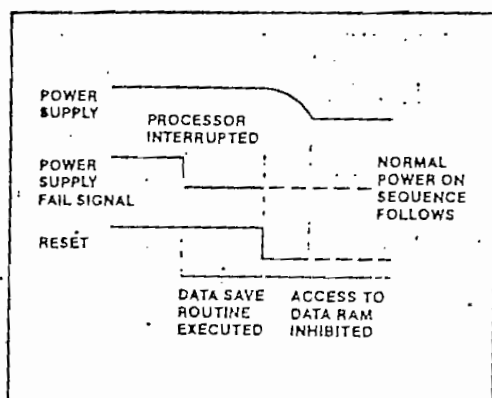 POWER
SUPPLY
PROCESSOR
INTERRUPTED
POWER
SUPPLY
FAIL SIGNAL
NORMAL
POWER ON
SEQUENCE
FOLLOWS
RESET
DATA SAVE
ROUTINE
EXECUTED
ACCESS TO
DATA RAM
INHIBITED